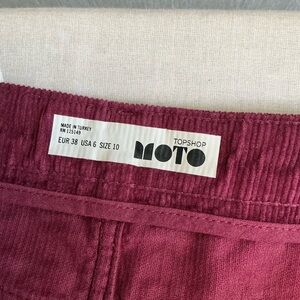 MADE IN TURKEY
RN 115149
EUR 38 USA 6 SIZE 10
TOPSHOP
MOTO